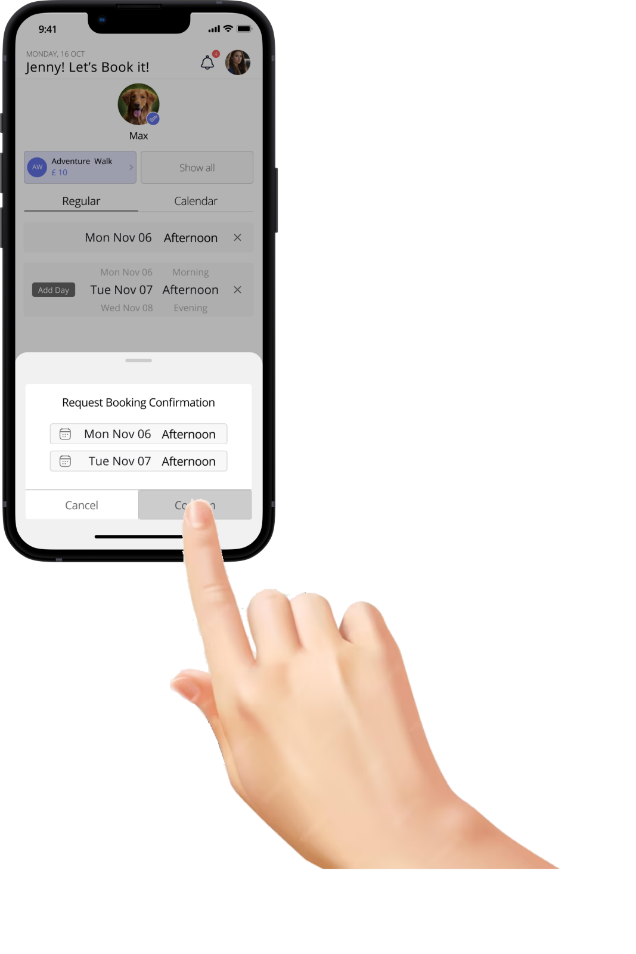 9:41
MONDAY, 16 OCT
Jenny! Let's Book it!
Max
AW Adventure Walk
£ 10
Show all
Regular Calendar
Mon Nov 06 Afternoon
Mon Nov 06 Morning
Add Day Tue Nov 07 Afternoon
Wed Nov 08 Evening
Request Booking Confirmation
Mon Nov 06 Afternoon
Tue Nov 07 Afternoon
Cancel